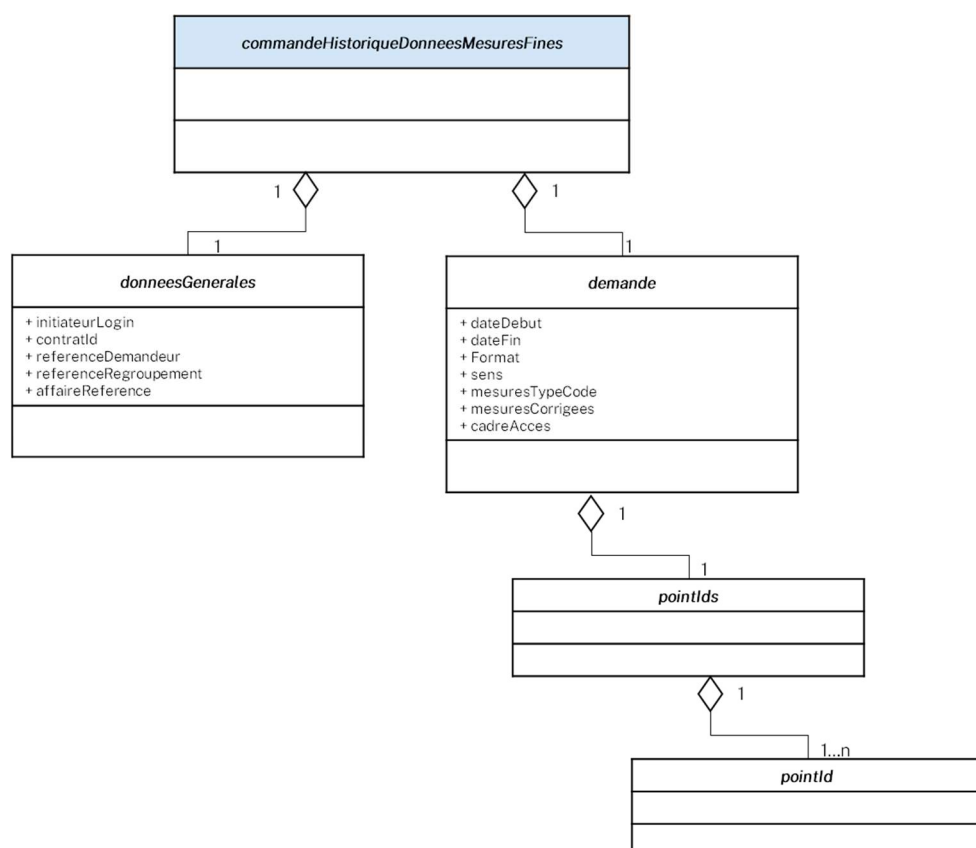 commandeHistoriqueDonneesMesuresFines
1
1
1
1
donneesGenerales
+ initiateurLogin
+ contratId
+ referenceDemandeur
+ referenceRegroupement
+ affaireReference
demande
+ dateDebut
+ dateFin
+ Format
+ sens
+ mesuresTypeCode
+ mesuresCorrigees
+ cadreAcces
1
1
pointIds
1
1...n
pointId